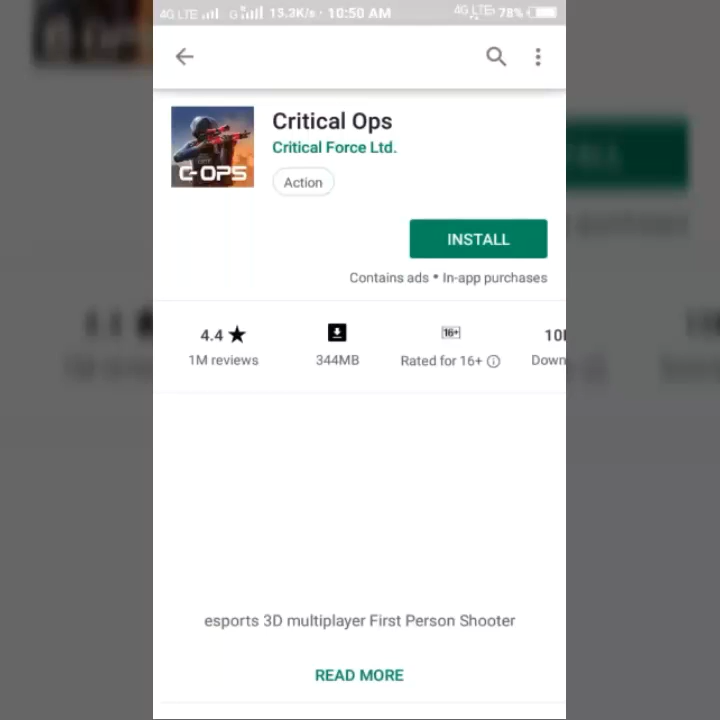 4G LTE G 15.3K/s · 10:50 AM 4G LTE 78%
Critical Ops
Critical Force Ltd.
C-OPS
Action
INSTALL
Contains ads • In-app purchases
4.4 ★ 16+ 10
1M reviews 344MB Rated for 16+ Down
esports 3D multiplayer First Person Shooter
READ MORE